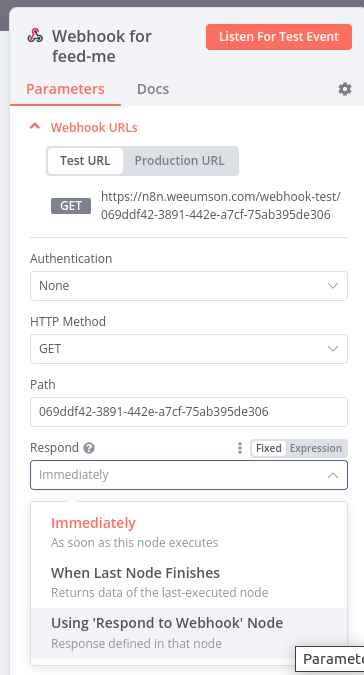 Webhook for
feed-me
Listen For Test Event
Parameters
Docs
Webhook URLs
Test URL
Production URL
GET
https://n8n.weeumson.com/webhook-test/
069ddf42-3891-442e-a7cf-75ab395de306
Authentication
None
HTTP Method
GET
Path
069ddf42-3891-442e-a7cf-75ab395de306
Respond
Fixed
Expression
Immediately
Immediately
As soon as this node executes
When Last Node Finishes
Returns data of the last-executed node
Using 'Respond to Webhook' Node
Response defined in that node
Paramete